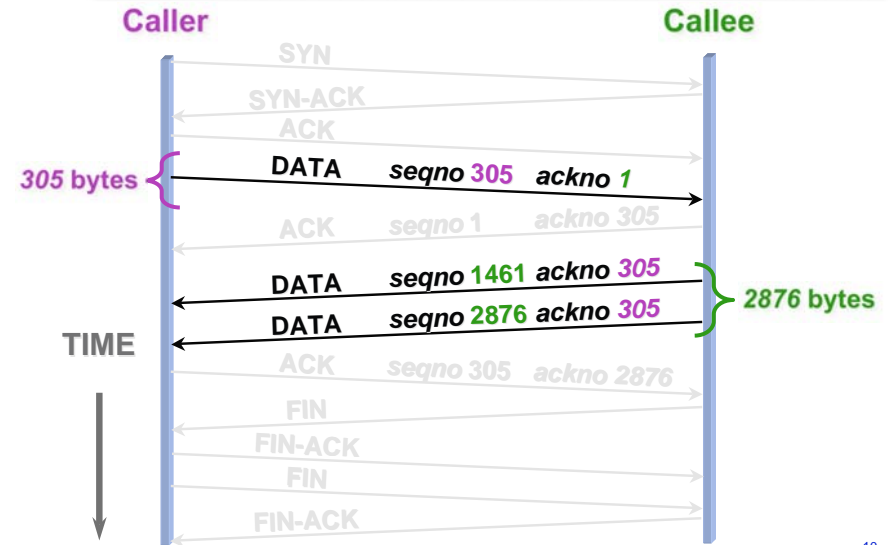 Caller
Callee
SYN
SYN-ACK
ACK
DATA seqno 305 ackno 1
305 bytes
ACK seqno 1 ackno 305
DATA seqno 1461 ackno 305
2876 bytes
DATA seqno 2876 ackno 305
TIME
ACK seqno 305 ackno 2876
FIN
FIN-ACK
FIN
FIN-ACK